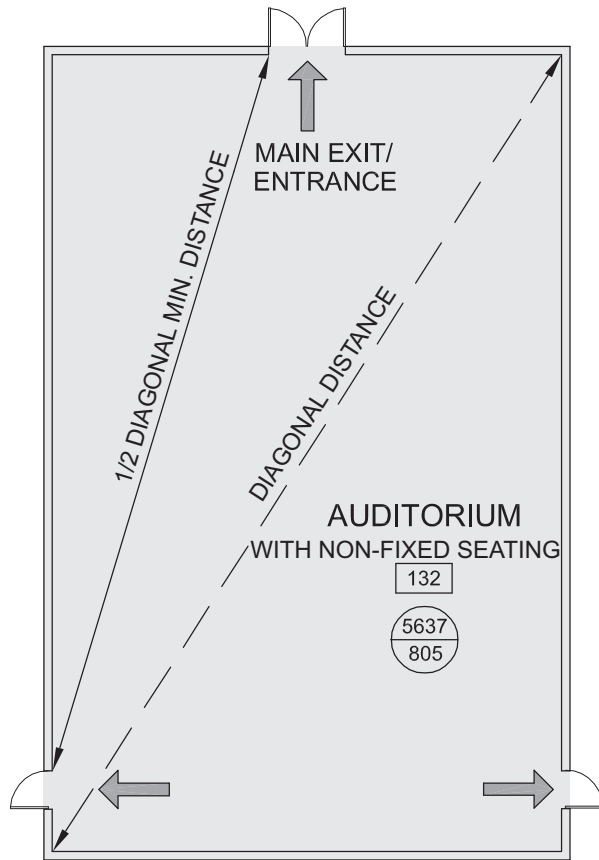 MAIN EXIT/
ENTRANCE
1/2 DIAGONAL MIN. DISTANCE
DIAGONAL DISTANCE
AUDITORIUM
WITH NON-FIXED SEATING
132
5637
805